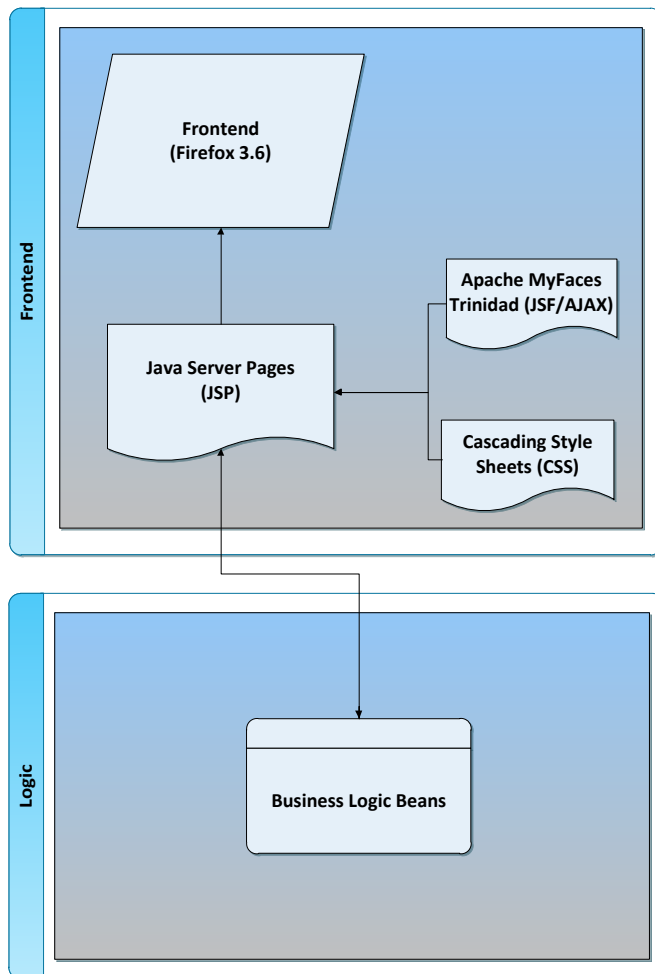 Frontend
Frontend
(Firefox 3.6)
Apache MyFaces
Trinidad (JSF/AJAX)
Java Server Pages
(JSP)
Cascading Style
Sheets (CSS)
Logic
Business Logic Beans